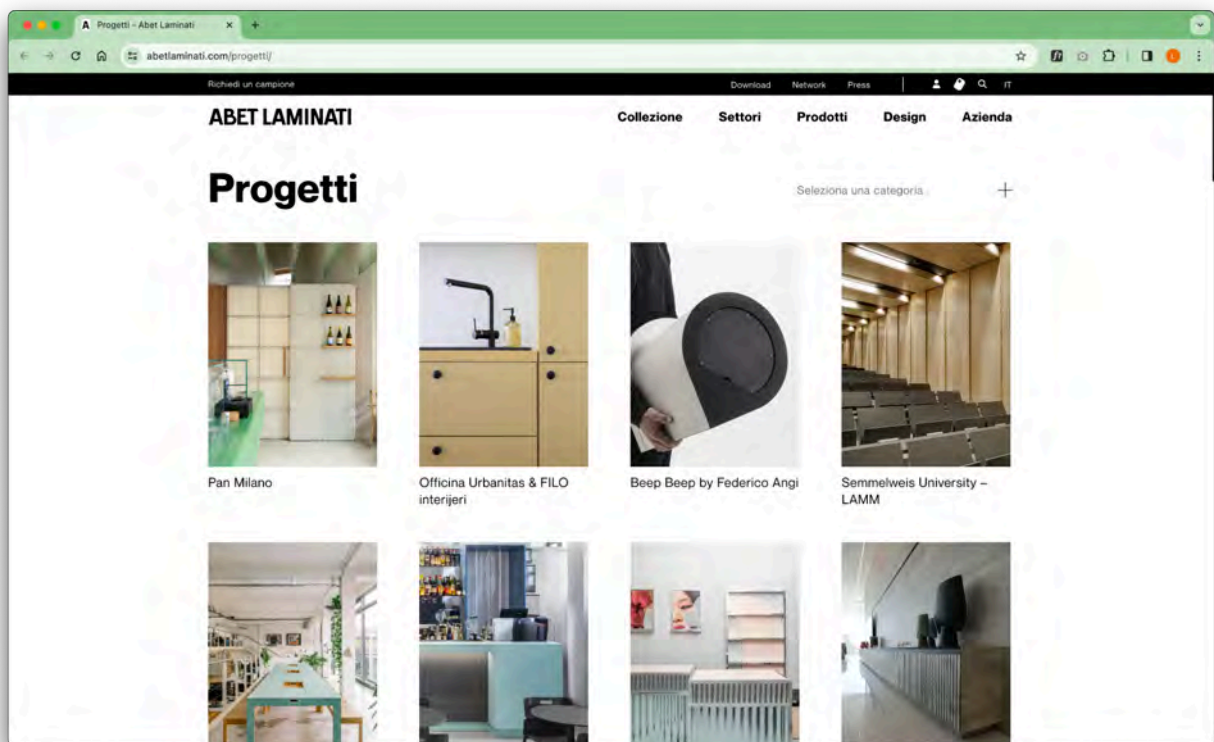 A Progetti – Abet Laminati
abetlaminati.com/progetti/
Richiedi un campione
Download Network Press IT
ABET LAMINATI
Collezione Settori Prodotti Design Azienda
Progetti
Seleziona una categoria
Pan Milano
Officina Urbanitas & FILO
interijeri
Beep Beep by Federico Angi
Semmelweis University –
LAMM